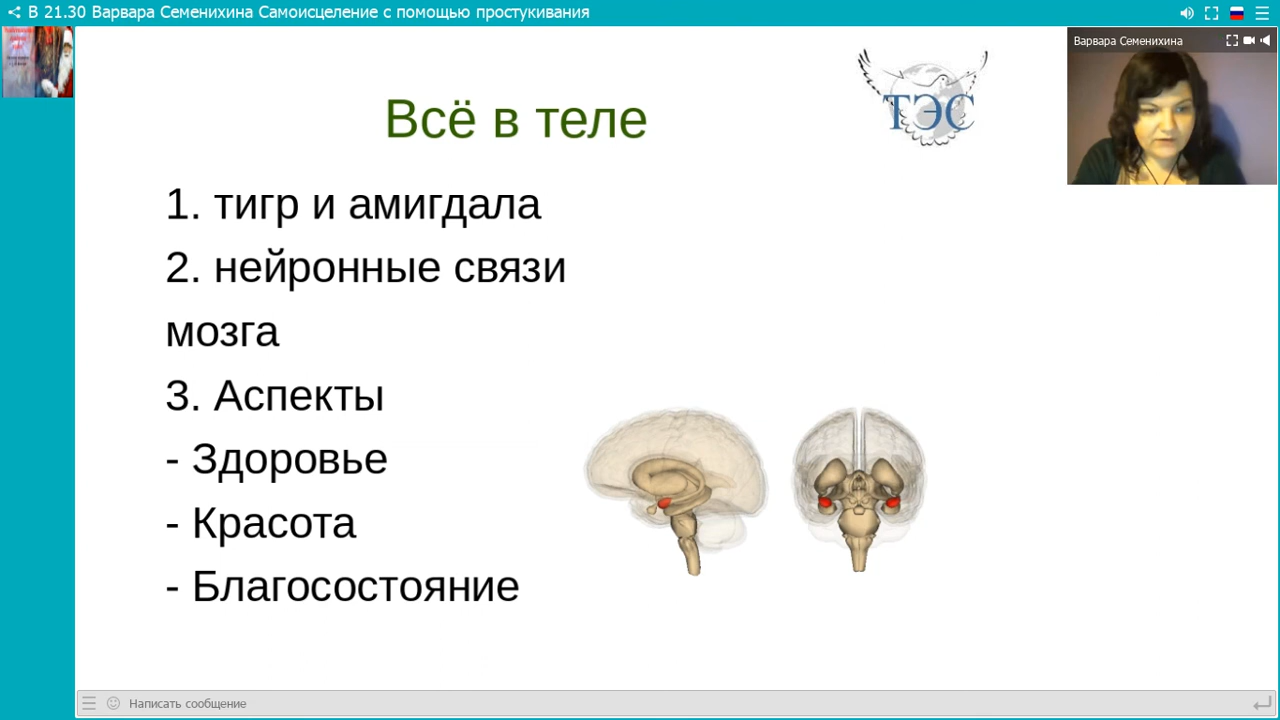 В 21.30 Варвара Семенихина Самоисцеление с помощью простукивания
Варвара Семенихина
Всё в теле
ТЭС
1. тигр и амигдала
2. нейронные связи
мозга
3. Аспекты
- Здоровье
- Красота
- Благосостояние
Написать сообщение